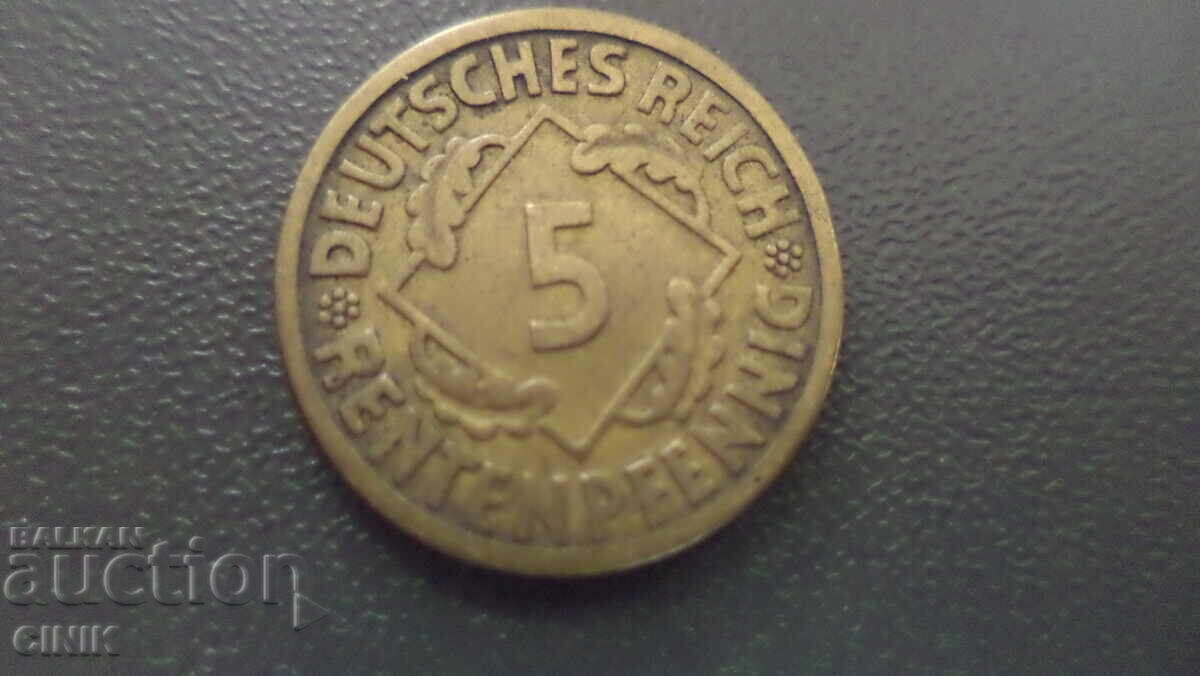 DEUTSCHES REICH
5
RENTENPFENNIG
BALKAN
auction
CINIK